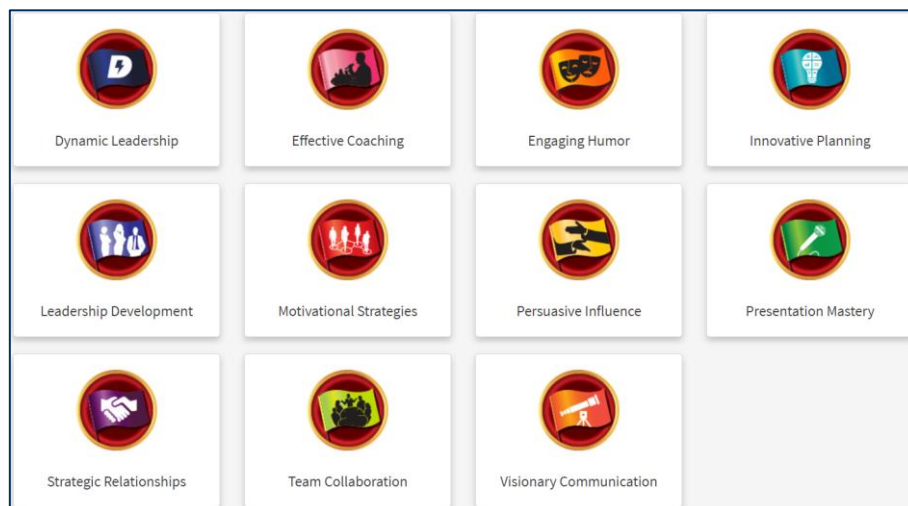 Dynamic Leadership
Effective Coaching
Engaging Humor
Innovative Planning
Leadership Development
Motivational Strategies
Persuasive Influence
Presentation Mastery
Strategic Relationships
Team Collaboration
Visionary Communication